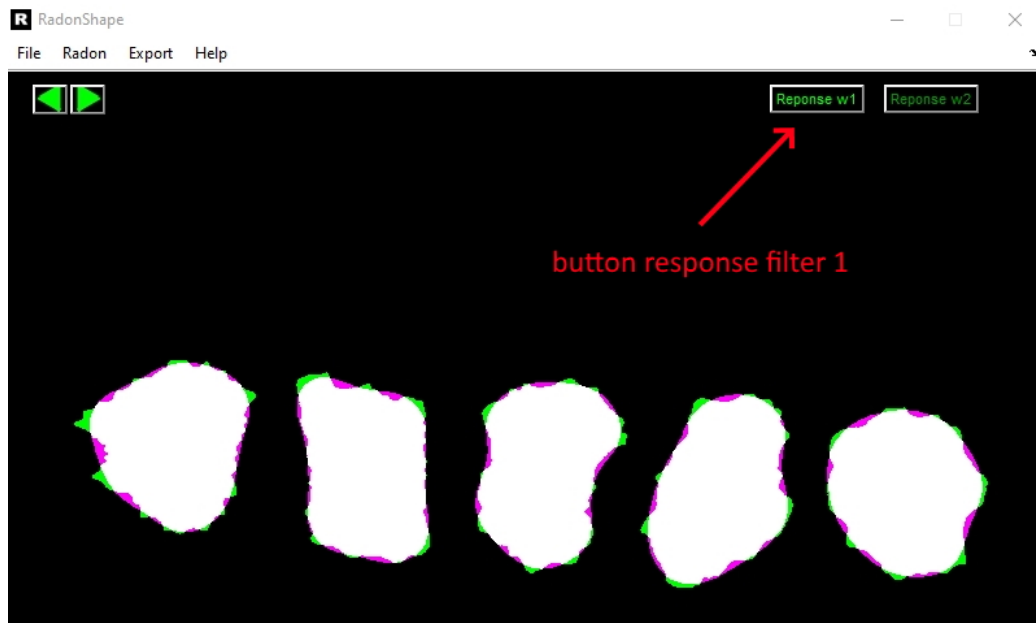 R RadonShape
File Radon Export Help
Reponse w1 Reponse w2
button response filter 1